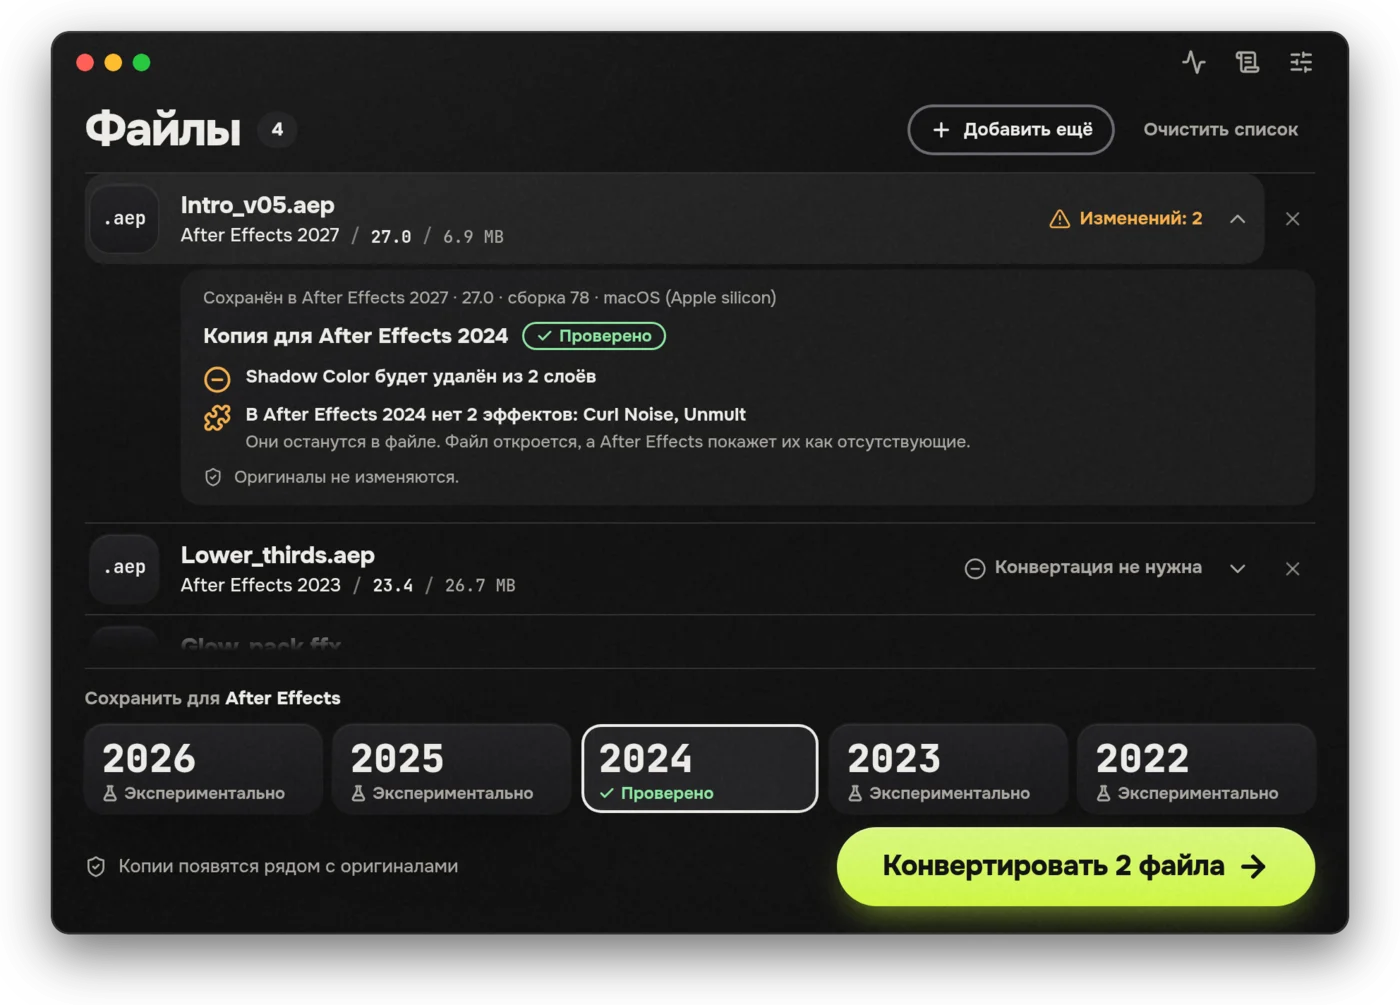 Файлы 4
+ Добавить ещё
Очистить список
.aep
Intro_v05.aep
After Effects 2027 / 27.0 / 6.9 MB
Изменений: 2
Сохранён в After Effects 2027 · 27.0 · сборка 78 · macOS (Apple silicon)
Копия для After Effects 2024
Проверено
Shadow Color будет удалён из 2 слоёв
В After Effects 2024 нет 2 эффектов: Curl Noise, Unmult
Они останутся в файле. Файл откроется, а After Effects покажет их как отсутствующие.
Оригиналы не изменяются.
.aep
Lower_thirds.aep
After Effects 2023 / 23.4 / 26.7 MB
Конвертация не нужна
Glow_pack.ffx
Сохранить для After Effects
2026
Экспериментально
2025
Экспериментально
2024
Проверено
2023
Экспериментально
2022
Экспериментально
Копии появятся рядом с оригиналами
Конвертировать 2 файла →